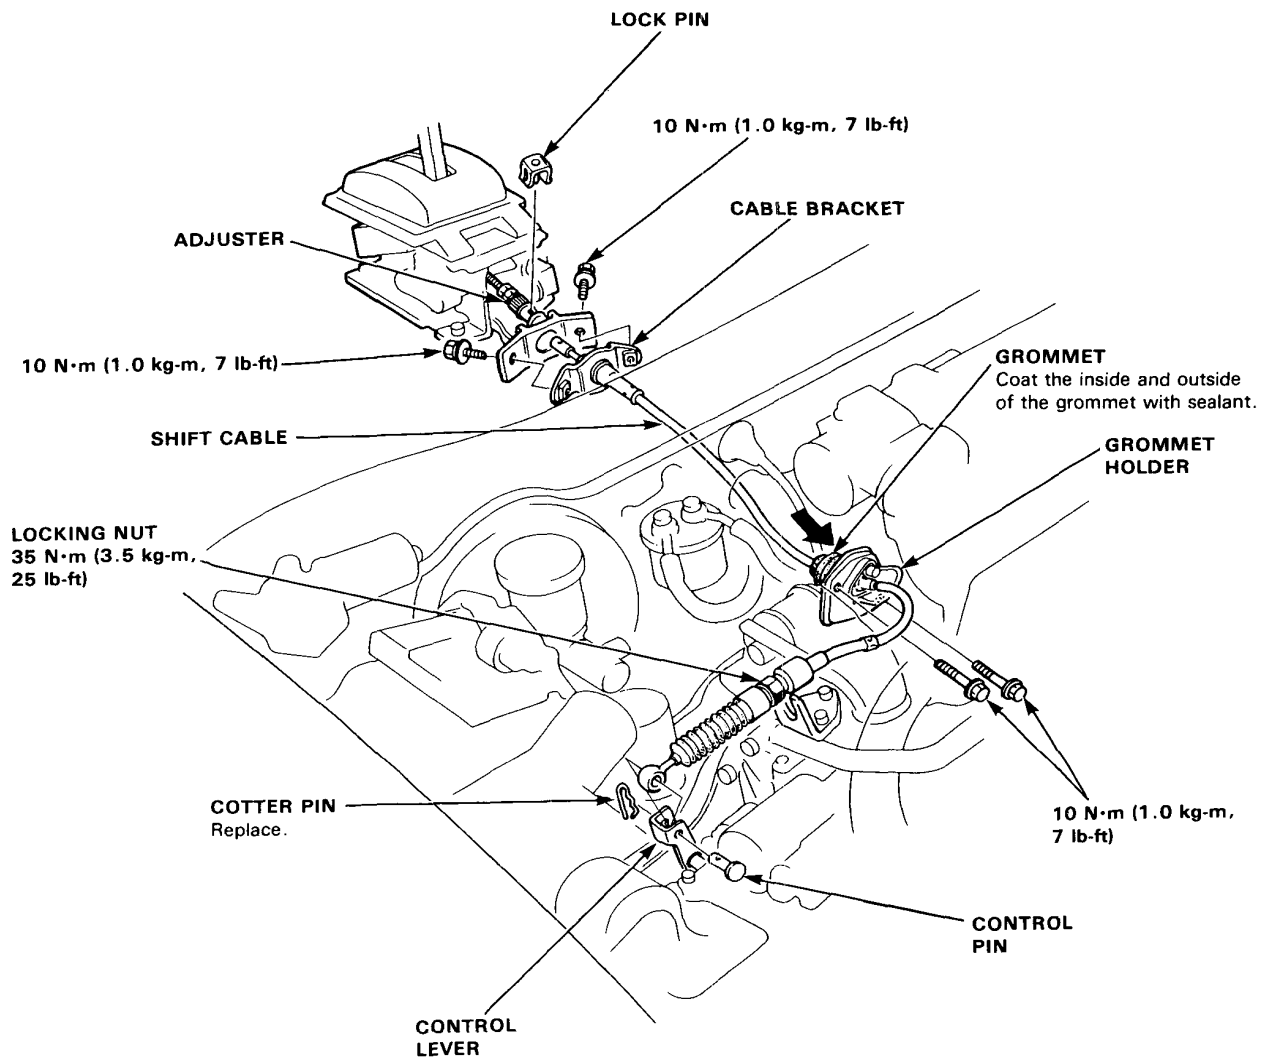 LOCK PIN
10 N·m (1.0 kg-m, 7 lb-ft)
CABLE BRACKET
ADJUSTER
10 N·m (1.0 kg-m, 7 lb-ft)
GROMMET
Coat the inside and outside
of the grommet with sealant.
SHIFT CABLE
GROMMET
HOLDER
LOCKING NUT
35 N·m (3.5 kg-m,
25 lb-ft)
COTTER PIN
Replace.
10 N·m (1.0 kg-m,
7 lb-ft)
CONTROL
PIN
CONTROL
LEVER